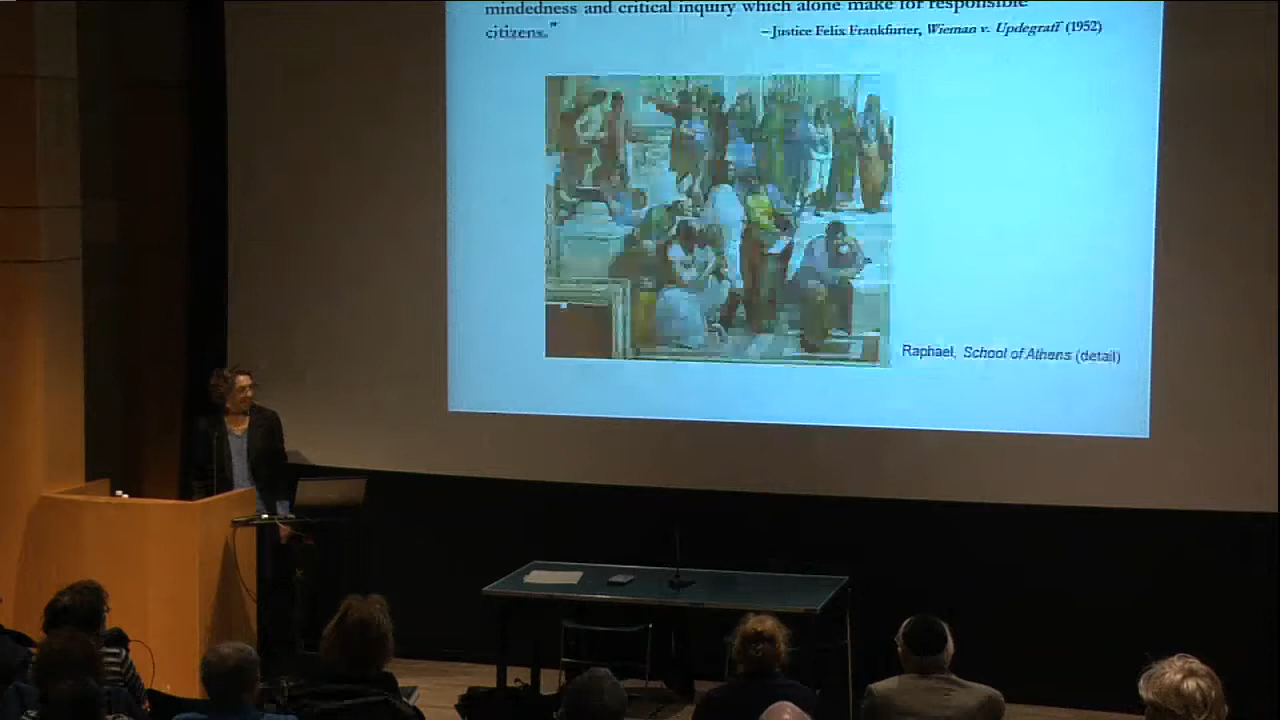 mindedness and critical inquiry which alone make for responsible
citizens."
–Justice Felix Frankfurter, Wieman v. Updegraff (1952)
Raphael, School of Athens (detail)